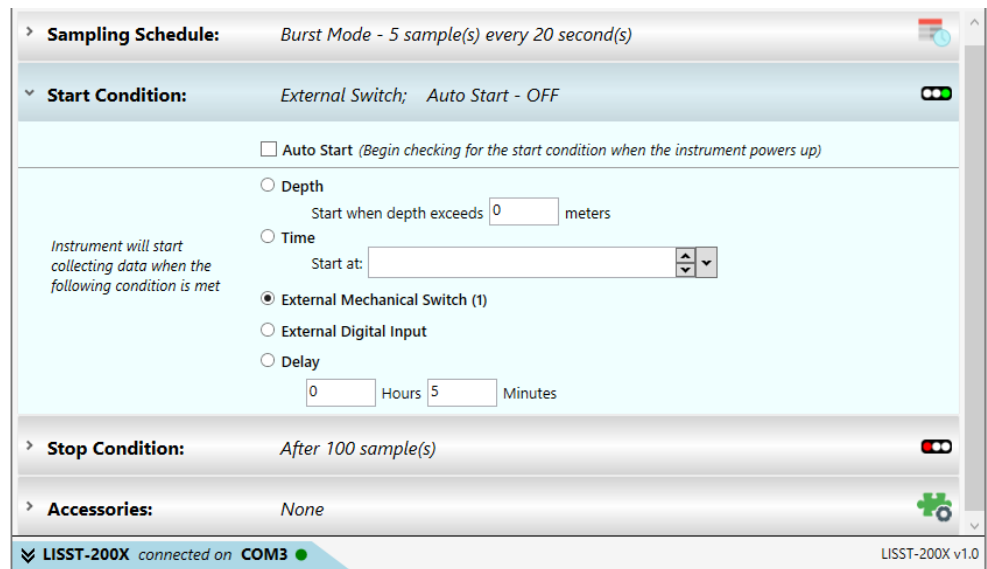 Sampling Schedule: Burst Mode - 5 sample(s) every 20 second(s)
Start Condition: External Switch; Auto Start - OFF
Auto Start (Begin checking for the start condition when the instrument powers up)
Instrument will start
collecting data when the
following condition is met
Depth
Start when depth exceeds 0 meters
Time
Start at:
External Mechanical Switch (1)
External Digital Input
Delay
0 Hours 5 Minutes
Stop Condition: After 100 sample(s)
Accessories: None
LISST-200X connected on COM3 LISST-200X v1.0